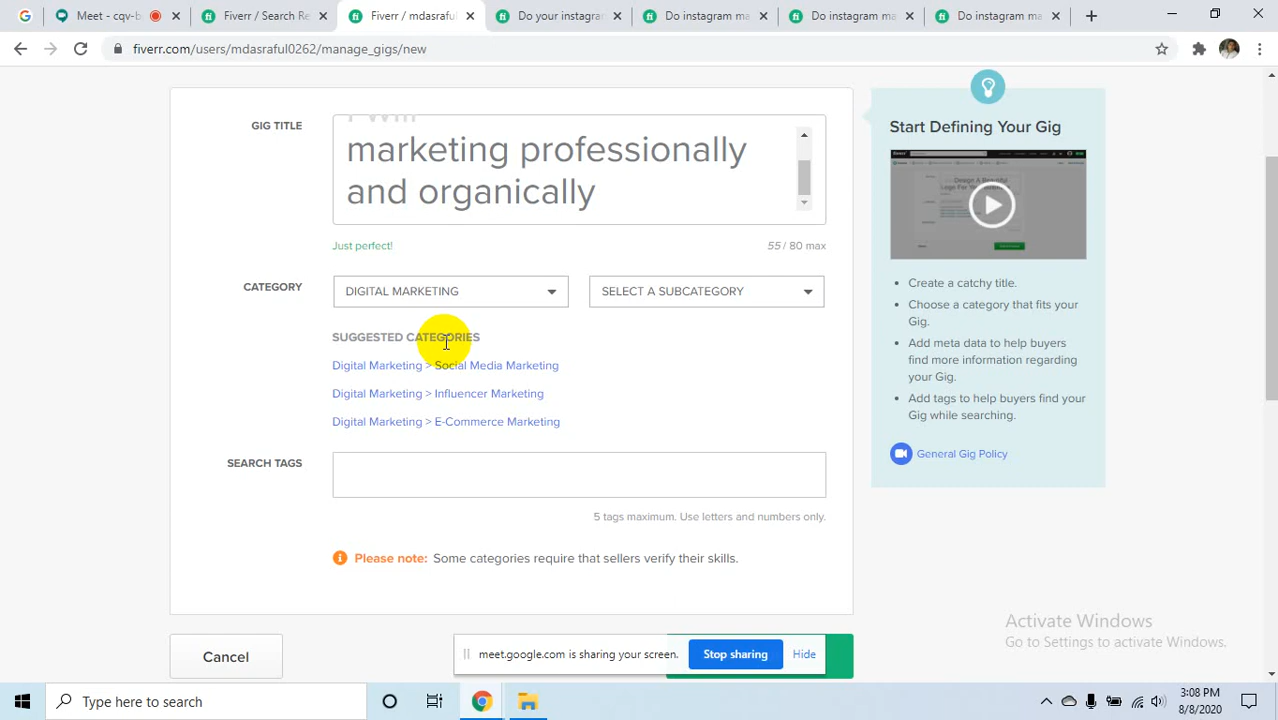 Meet - cqv-b
Fiverr / Search Re
Fiverr / mdasraful
Do your instagram
Do instagram ma
Do instagram ma
Do instagram ma
fiverr.com/users/mdasraful0262/manage_gigs/new
GIG TITLE
marketing professionally
and organically
Just perfect!
55 / 80 max
CATEGORY
DIGITAL MARKETING
SELECT A SUBCATEGORY
SUGGESTED CATEGORIES
Digital Marketing > Social Media Marketing
Digital Marketing > Influencer Marketing
Digital Marketing > E-Commerce Marketing
SEARCH TAGS
5 tags maximum. Use letters and numbers only.
Please note: Some categories require that sellers verify their skills.
Start Defining Your Gig
• Create a catchy title.
• Choose a category that fits your
Gig.
• Add meta data to help buyers
find more information regarding
your Gig.
• Add tags to help buyers find your
Gig while searching.
General Gig Policy
Activate Windows
Go to Settings to activate Windows.
Cancel
meet.google.com is sharing your screen.
Stop sharing
Hide
Type here to search
3:08 PM
8/8/2020